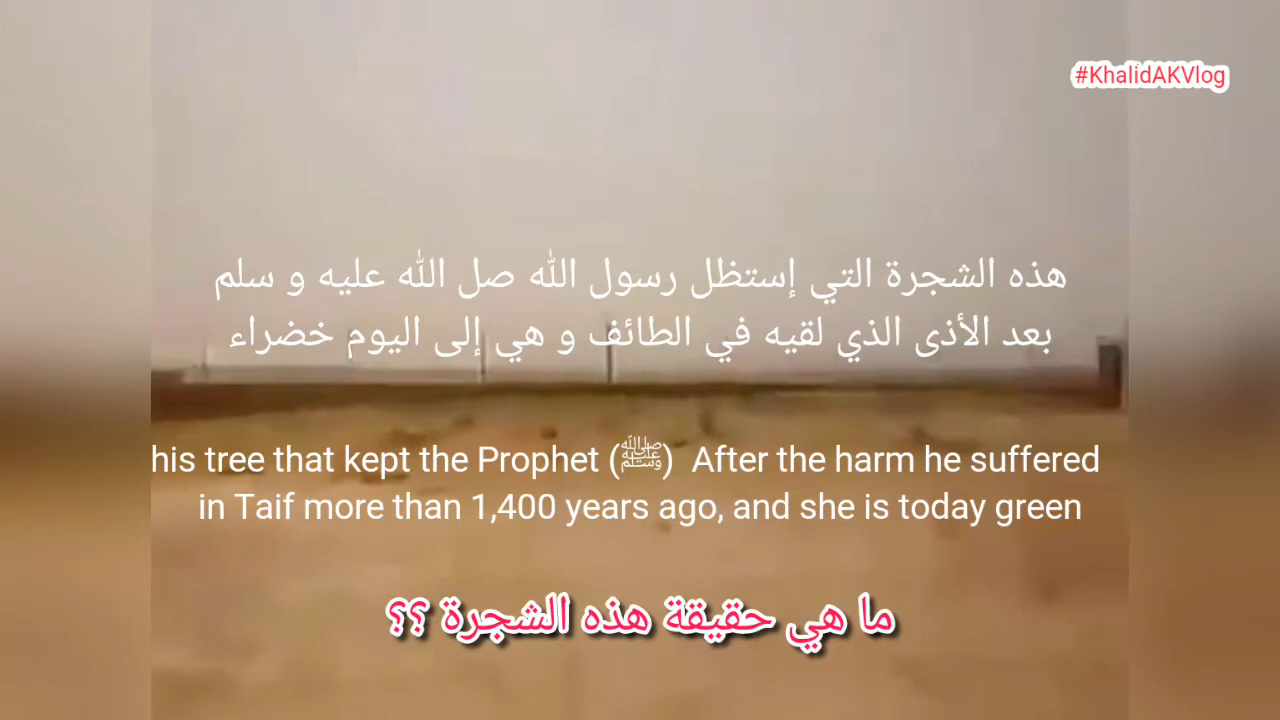 #KhalidAKVlog
هذه الشجرة التي إستظل رسول الله صل الله عليه و سلم
بعد الأذى الذي لقيه في الطائف و هي إلى اليوم خضراء
his tree that kept the Prophet (ﷺ) After the harm he suffered
in Taif more than 1,400 years ago, and she is today green
ما هي حقيقة هذه الشجرة ؟؟